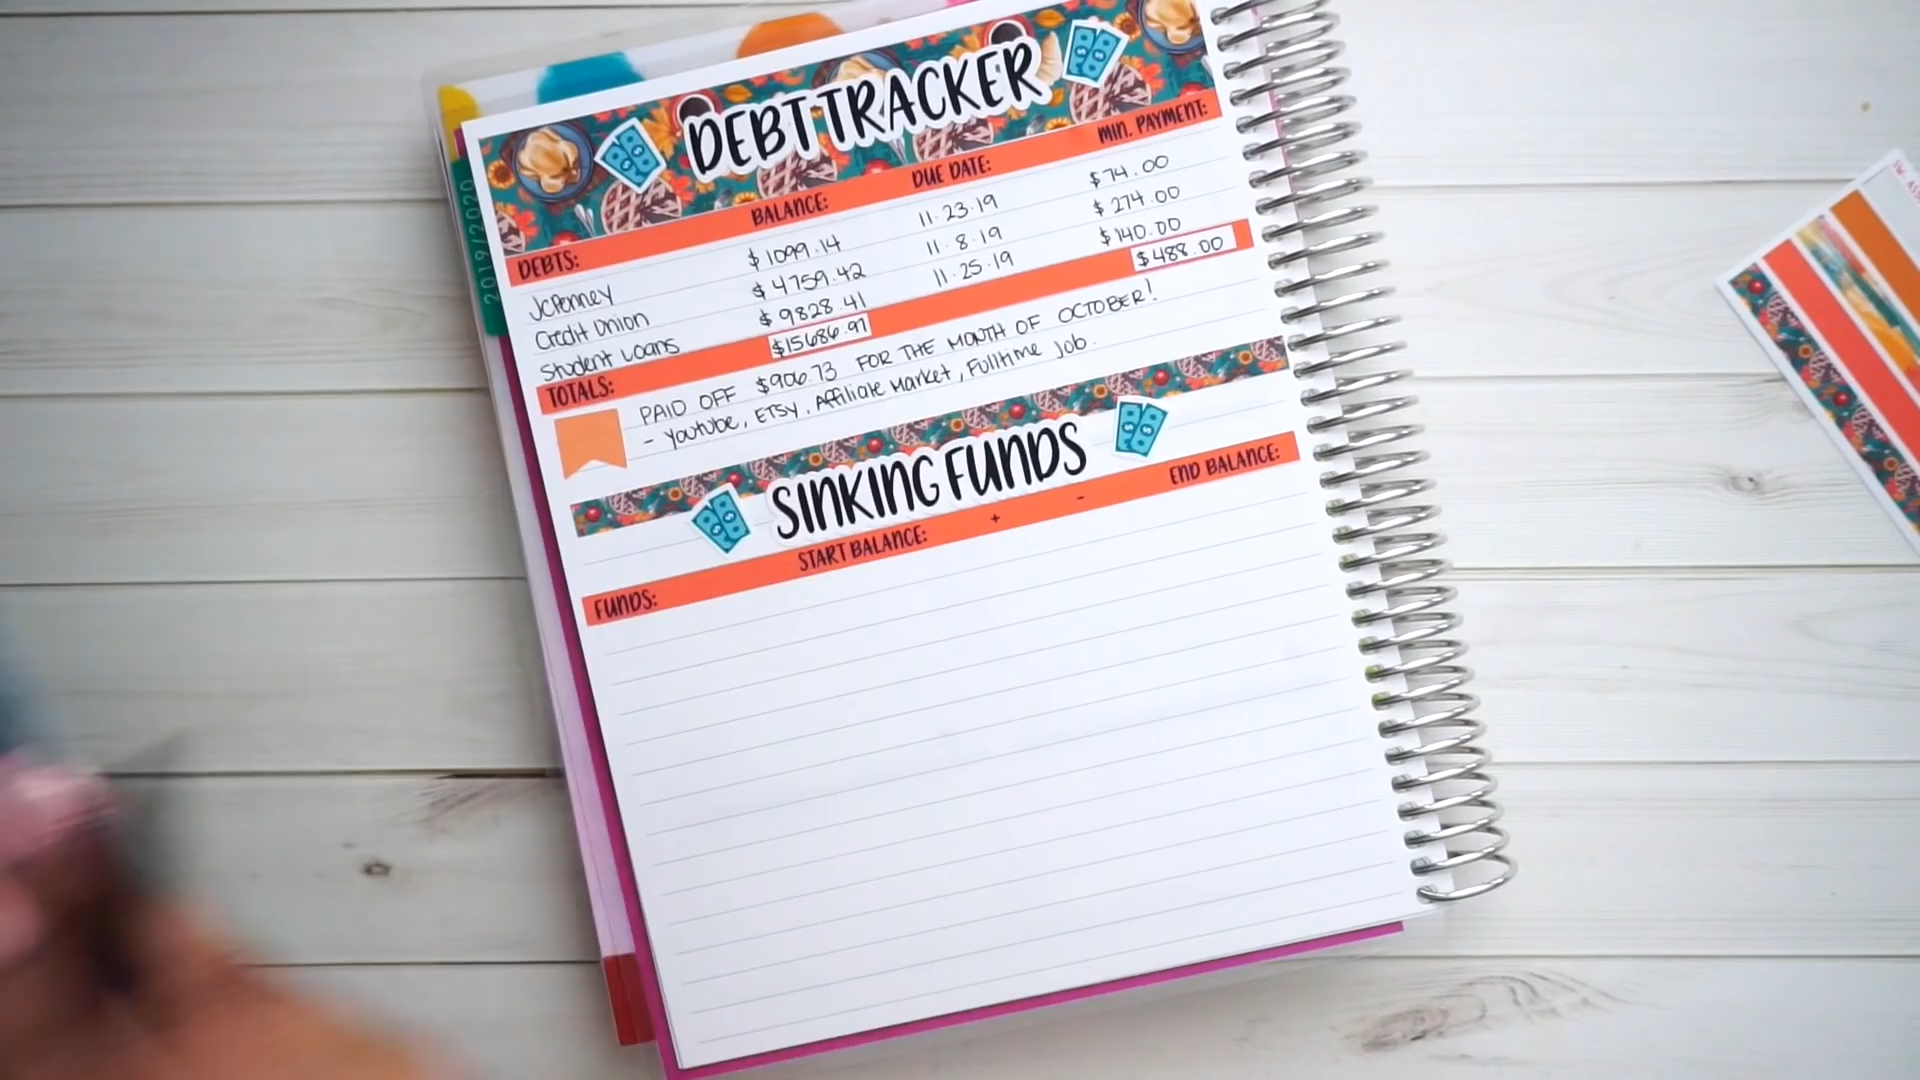 DEBT TRACKER
DEBTS: BALANCE: DUE DATE: MIN. PAYMENT:
JCPenney $1099.14 11.23.19 $74.00
Credit Union $4759.42 11.8.19 $274.00
Student Loans $9828.41 11.25.19 $140.00
TOTALS: $15686.97 $488.00
PAID OFF $906.73 FOR THE MONTH OF OCTOBER!
- Youtube, ETSY, Affiliate Market, Fulltime Job.
SINKING FUNDS
FUNDS: START BALANCE: + - END BALANCE:
2019/2020